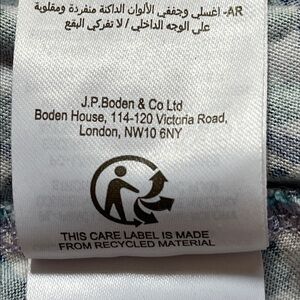 AR- اغسلي وجففي الألوان الداكنة منفردة ومقلوبة
على الوجه الداخلي / لا تفركي البقع
J.P.Boden & Co Ltd
Boden House, 114-120 Victoria Road,
London, NW10 6NY
THIS CARE LABEL IS MADE
FROM RECYCLED MATERIAL